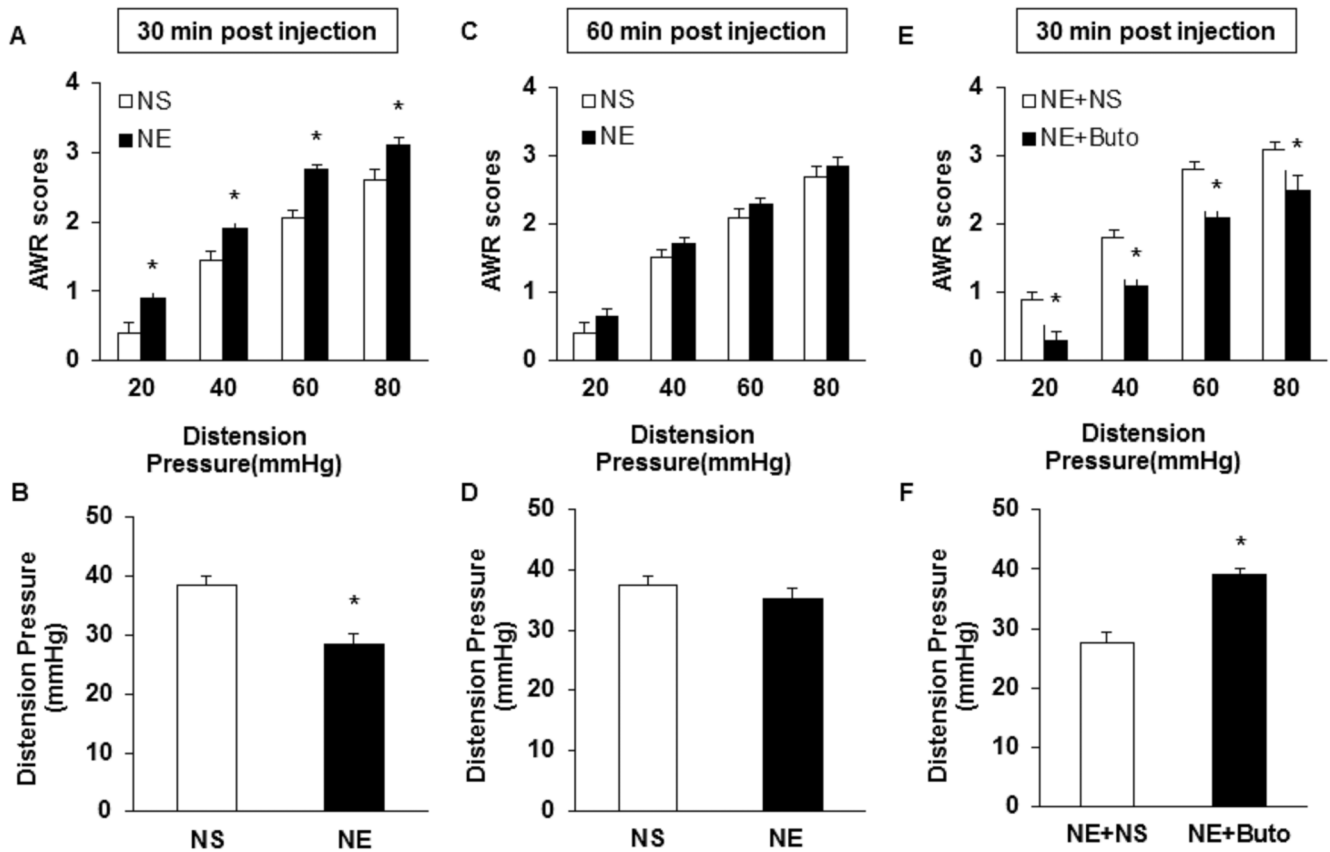 A
30 min post injection
4
3
2
1
0
AWR scores
NS
NE
*
*
*
*
20 40 60 80
Distension
Pressure(mmHg)
C
60 min post injection
4
3
2
1
0
AWR scores
NS
NE
20 40 60 80
Distension
Pressure(mmHg)
E
30 min post injection
4
3
2
1
0
AWR scores
NE+NS
NE+Buto
*
*
*
*
20 40 60 80
Distension
Pressure(mmHg)
B
50
40
30
20
10
0
Distension Pressure
(mmHg)
*
NS NE
D
50
40
30
20
10
0
Distension Pressure
(mmHg)
NS NE
F
50
40
30
20
10
0
Distension Pressure
(mmHg)
*
NE+NS NE+Buto